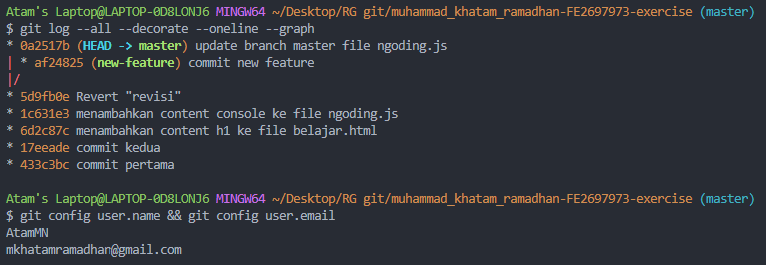 Atam's Laptop@LAPTOP-0D8LONJ6 MINGW64 ~/Desktop/RG git/muhammad_khatam_ramadhan-FE2697973-exercise (master)
$ git log --all --decorate --oneline --graph
* 0a2517b (HEAD -> master) update branch master file ngoding.js
| * af24825 (new-feature) commit new feature
|/
* 5d9fb0e Revert "revisi"
* 1c631e3 menambahkan content console ke file ngoding.js
* 6d2c87c menambahkan content h1 ke file belajar.html
* 17eeade commit kedua
* 433c3bc commit pertama

Atam's Laptop@LAPTOP-0D8LONJ6 MINGW64 ~/Desktop/RG git/muhammad_khatam_ramadhan-FE2697973-exercise (master)
$ git config user.name && git config user.email
AtamMN
mkhatamramadhan@gmail.com